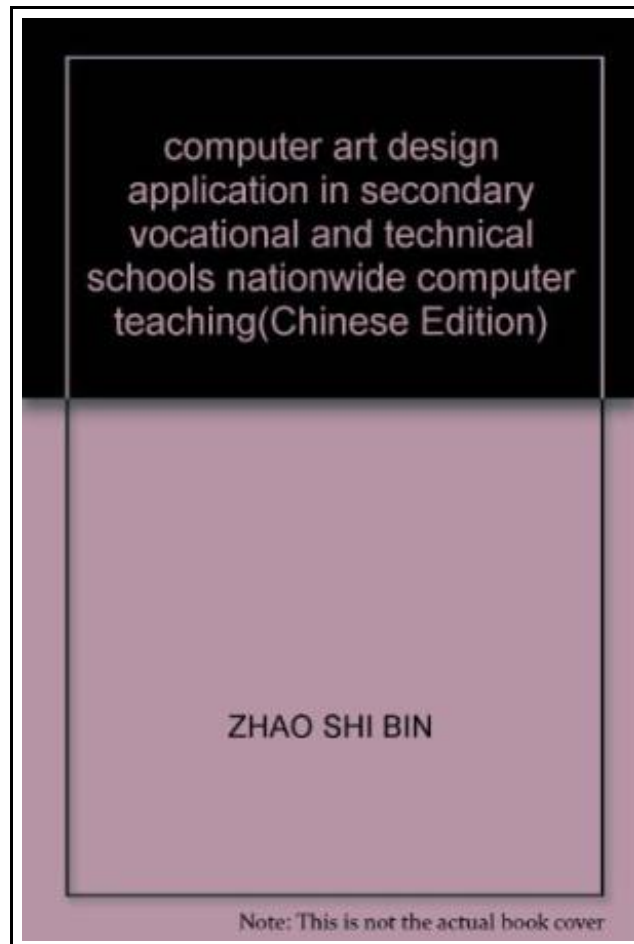 computer art design
application in secondary
vocational and technical
schools nationwide computer
teaching(Chinese Edition)
ZHAO SHI BIN
Note: This is not the actual book cover